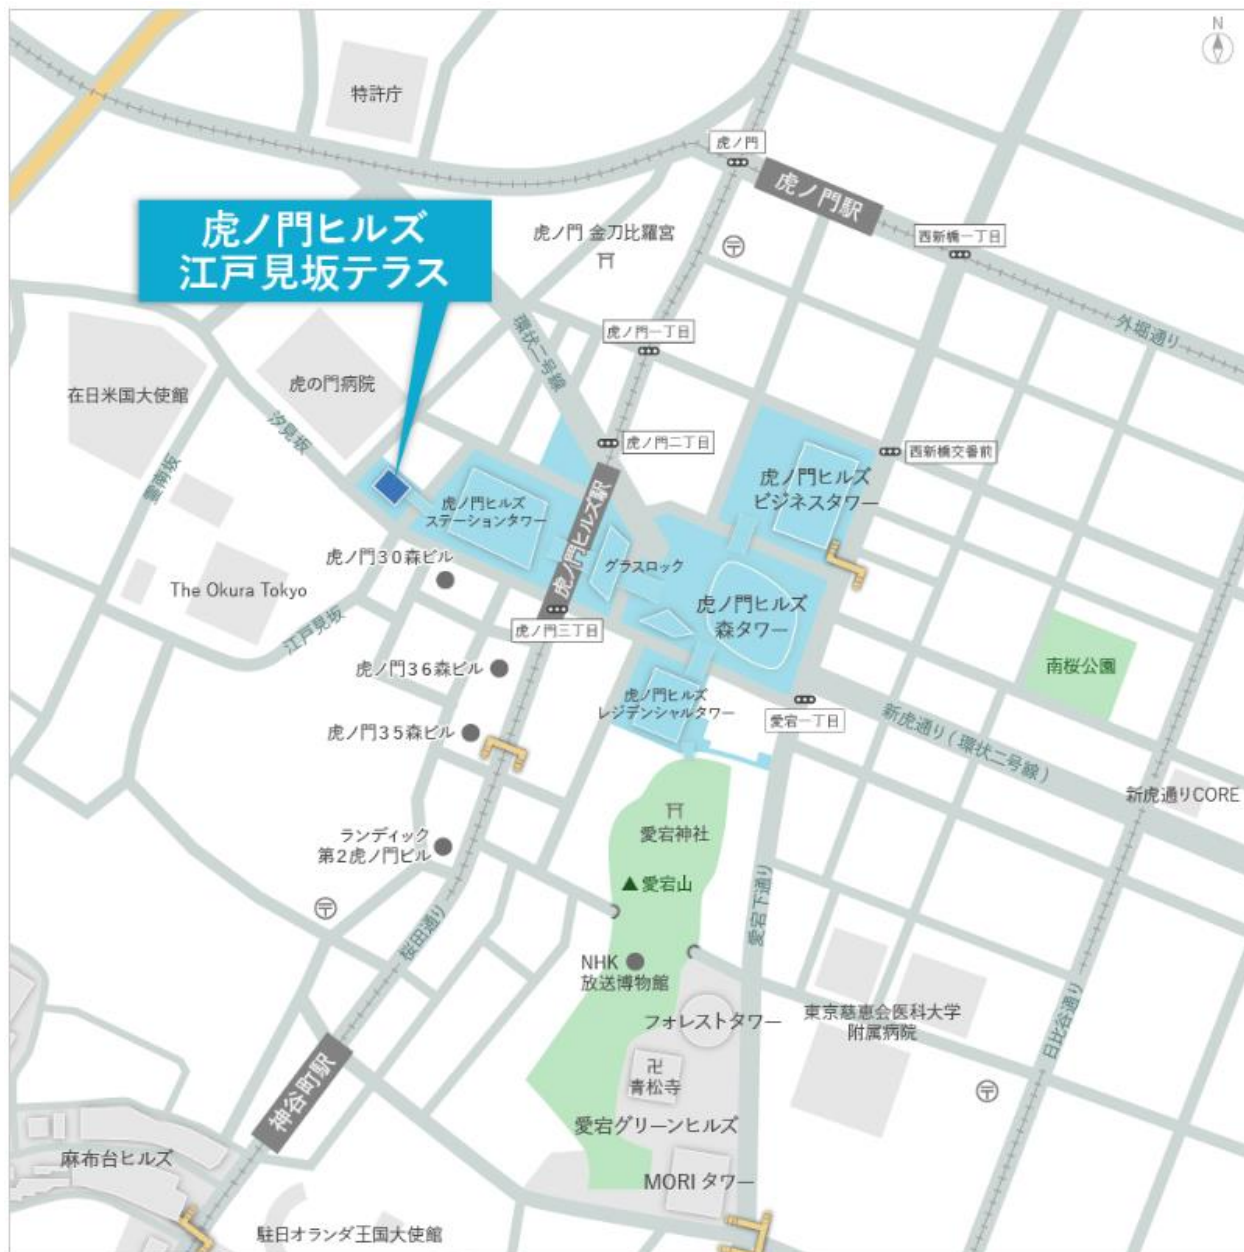 N
特許庁
虎ノ門
虎ノ門駅
虎ノ門ヒルズ
江戸見坂テラス
虎ノ門 金刀比羅宮
西新橋一丁目
外堀通り
環状二号線
虎ノ門一丁目
在日米国大使館
虎の門病院
汐見坂
霊南坂
虎ノ門二丁目
西新橋交番前
虎ノ門ヒルズ
ビジネスタワー
虎ノ門ヒルズ
ステーションタワー
虎ノ門ヒルズ駅
グラスロック
虎ノ門30森ビル
The Okura Tokyo
江戸見坂
虎ノ門三丁目
虎ノ門ヒルズ
森タワー
南桜公園
虎ノ門36森ビル
虎ノ門ヒルズ
レジデンシャルタワー
愛宕一丁目
新虎通り(環状二号線)
虎ノ門35森ビル
新虎通りCORE
愛宕神社
ランディック
第2虎ノ門ビル
愛宕山
桜田通り
愛宕下通り
NHK
放送博物館
フォレストタワー
東京慈恵会医科大学
附属病院
日比谷通り
神谷町駅
卍
青松寺
愛宕グリーンヒルズ
麻布台ヒルズ
MORI タワー
駐日オランダ王国大使館